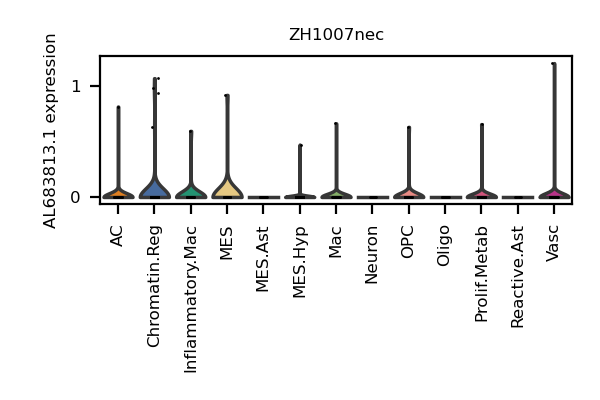 ZH1007nec
AL683813.1 expression
1
0
AC
Chromatin.Reg
Inflammatory.Mac
MES
MES.Ast
MES.Hyp
Mac
Neuron
OPC
Oligo
Prolif.Metab
Reactive.Ast
Vasc